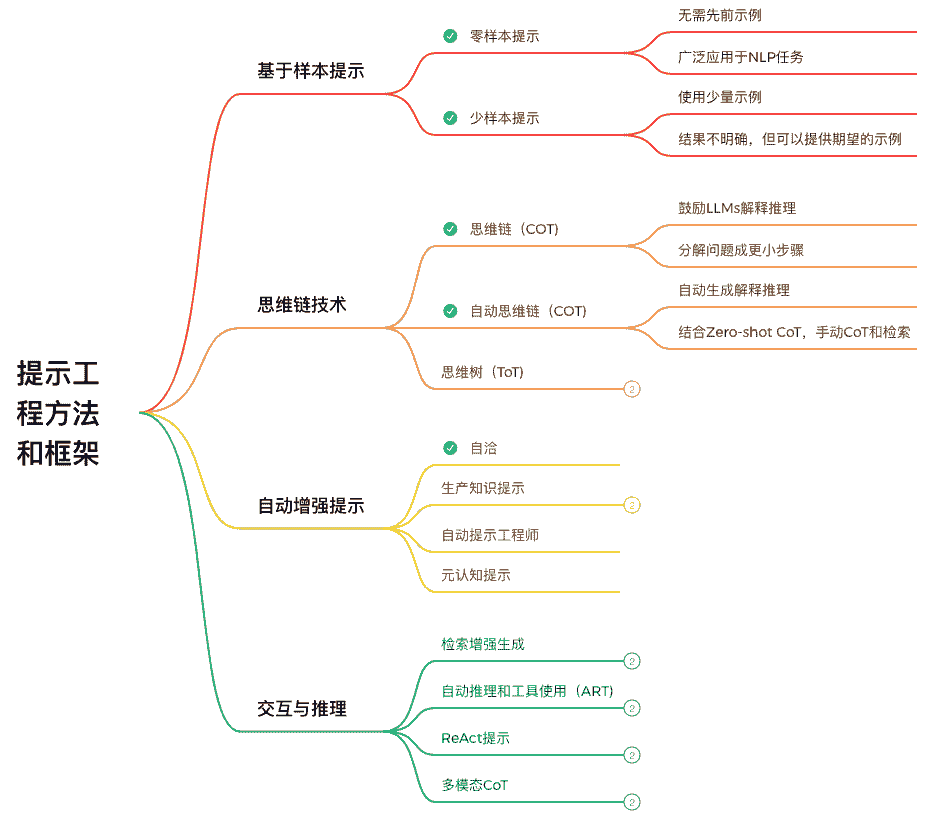 提示工
程方法
和框架
基于样本提示
零样本提示
无需先前示例
广泛应用于NLP任务
少样本提示
使用少量示例
结果不明确，但可以提供期望的示例
思维链技术
思维链（COT）
鼓励LLMs解释推理
分解问题成更小步骤
自动思维链（COT）
自动生成解释推理
结合Zero-shot CoT，手动CoT和检索
思维树（ToT）
2
自动增强提示
自洽
生产知识提示
2
自动提示工程师
元认知提示
交互与推理
检索增强生成
2
自动推理和工具使用（ART）
2
ReAct提示
2
多模态CoT
2